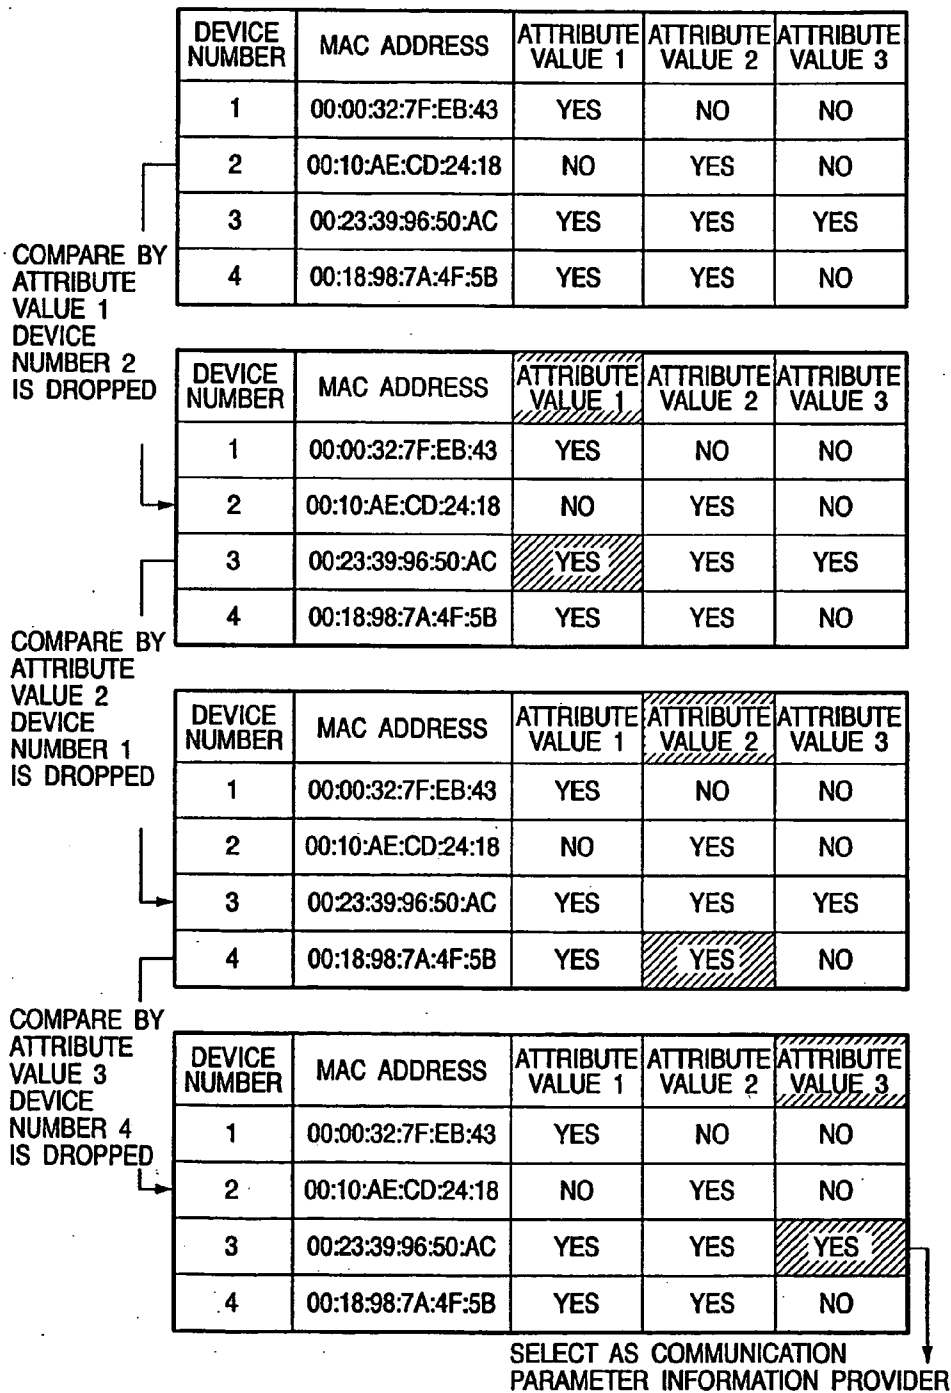 DEVICE NUMBER MAC ADDRESS ATTRIBUTE VALUE 1 ATTRIBUTE VALUE 2 ATTRIBUTE VALUE 3
1 00:00:32:7F:EB:43 YES NO NO
2 00:10:AE:CD:24:18 NO YES NO
3 00:23:39:96:50:AC YES YES YES
4 00:18:98:7A:4F:5B YES YES NO
COMPARE BY
ATTRIBUTE
VALUE 1
DEVICE
NUMBER 2
IS DROPPED
DEVICE NUMBER MAC ADDRESS ATTRIBUTE VALUE 1 ATTRIBUTE VALUE 2 ATTRIBUTE VALUE 3
1 00:00:32:7F:EB:43 YES NO NO
2 00:10:AE:CD:24:18 NO YES NO
3 00:23:39:96:50:AC YES YES YES
4 00:18:98:7A:4F:5B YES YES NO
COMPARE BY
ATTRIBUTE
VALUE 2
DEVICE
NUMBER 1
IS DROPPED
DEVICE NUMBER MAC ADDRESS ATTRIBUTE VALUE 1 ATTRIBUTE VALUE 2 ATTRIBUTE VALUE 3
1 00:00:32:7F:EB:43 YES NO NO
2 00:10:AE:CD:24:18 NO YES NO
3 00:23:39:96:50:AC YES YES YES
4 00:18:98:7A:4F:5B YES YES NO
COMPARE BY
ATTRIBUTE
VALUE 3
DEVICE
NUMBER 4
IS DROPPED
DEVICE NUMBER MAC ADDRESS ATTRIBUTE VALUE 1 ATTRIBUTE VALUE 2 ATTRIBUTE VALUE 3
1 00:00:32:7F:EB:43 YES NO NO
2 00:10:AE:CD:24:18 NO YES NO
3 00:23:39:96:50:AC YES YES YES
4 00:18:98:7A:4F:5B YES YES NO
SELECT AS COMMUNICATION
PARAMETER INFORMATION PROVIDER